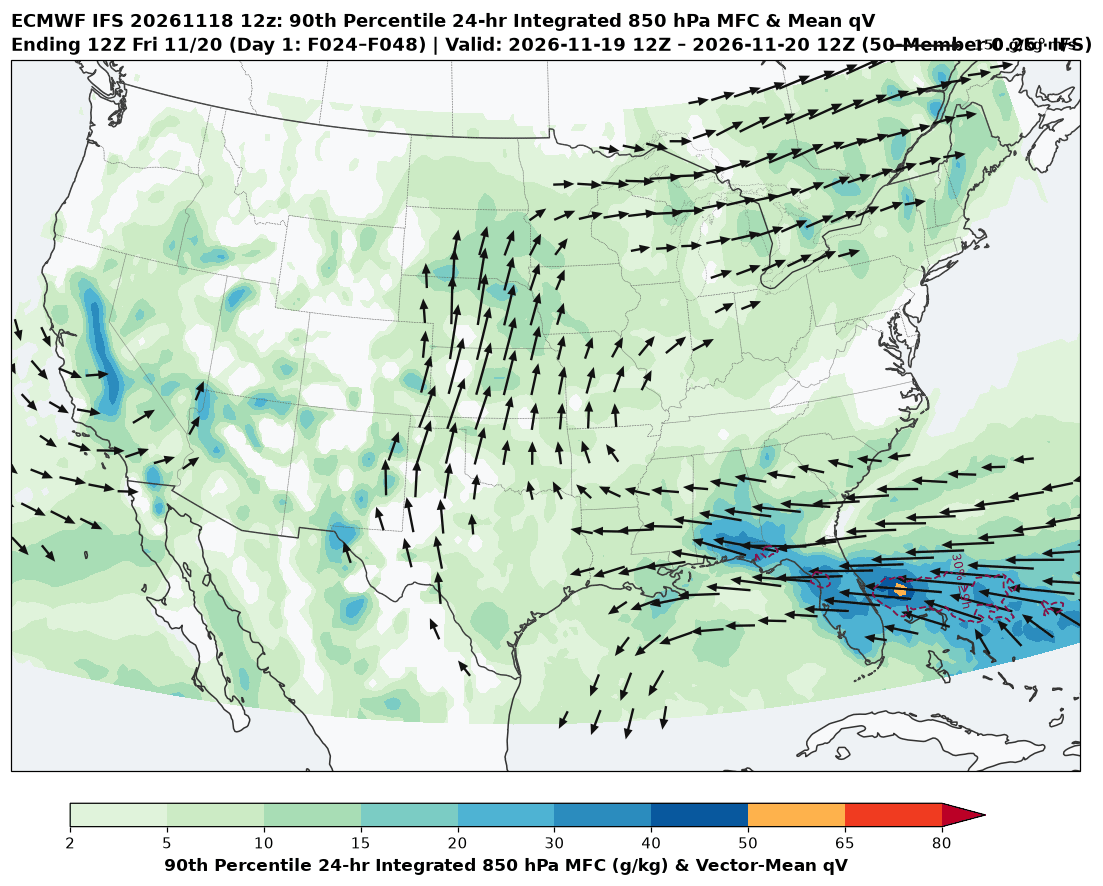 ECMWF IFS 20261118 12z: 90th Percentile 24-hr Integrated 850 hPa MFC & Mean qV
Ending 12Z Fri 11/20 (Day 1: F024–F048) | Valid: 2026-11-19 12Z – 2026-11-20 12Z (50-Member 0.25° IFS)
30%
2 5 10 15 20 30 40 50 65 80
90th Percentile 24-hr Integrated 850 hPa MFC (g/kg) & Vector-Mean qV